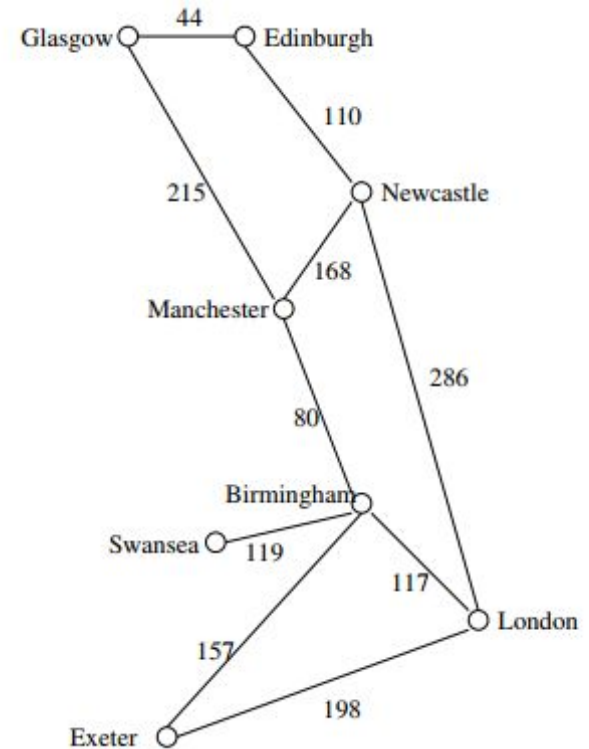 44
Glasgow
Edinburgh
110
215
Newcastle
168
Manchester
286
80
Birmingham
Swansea
119
117
London
157
198
Exeter